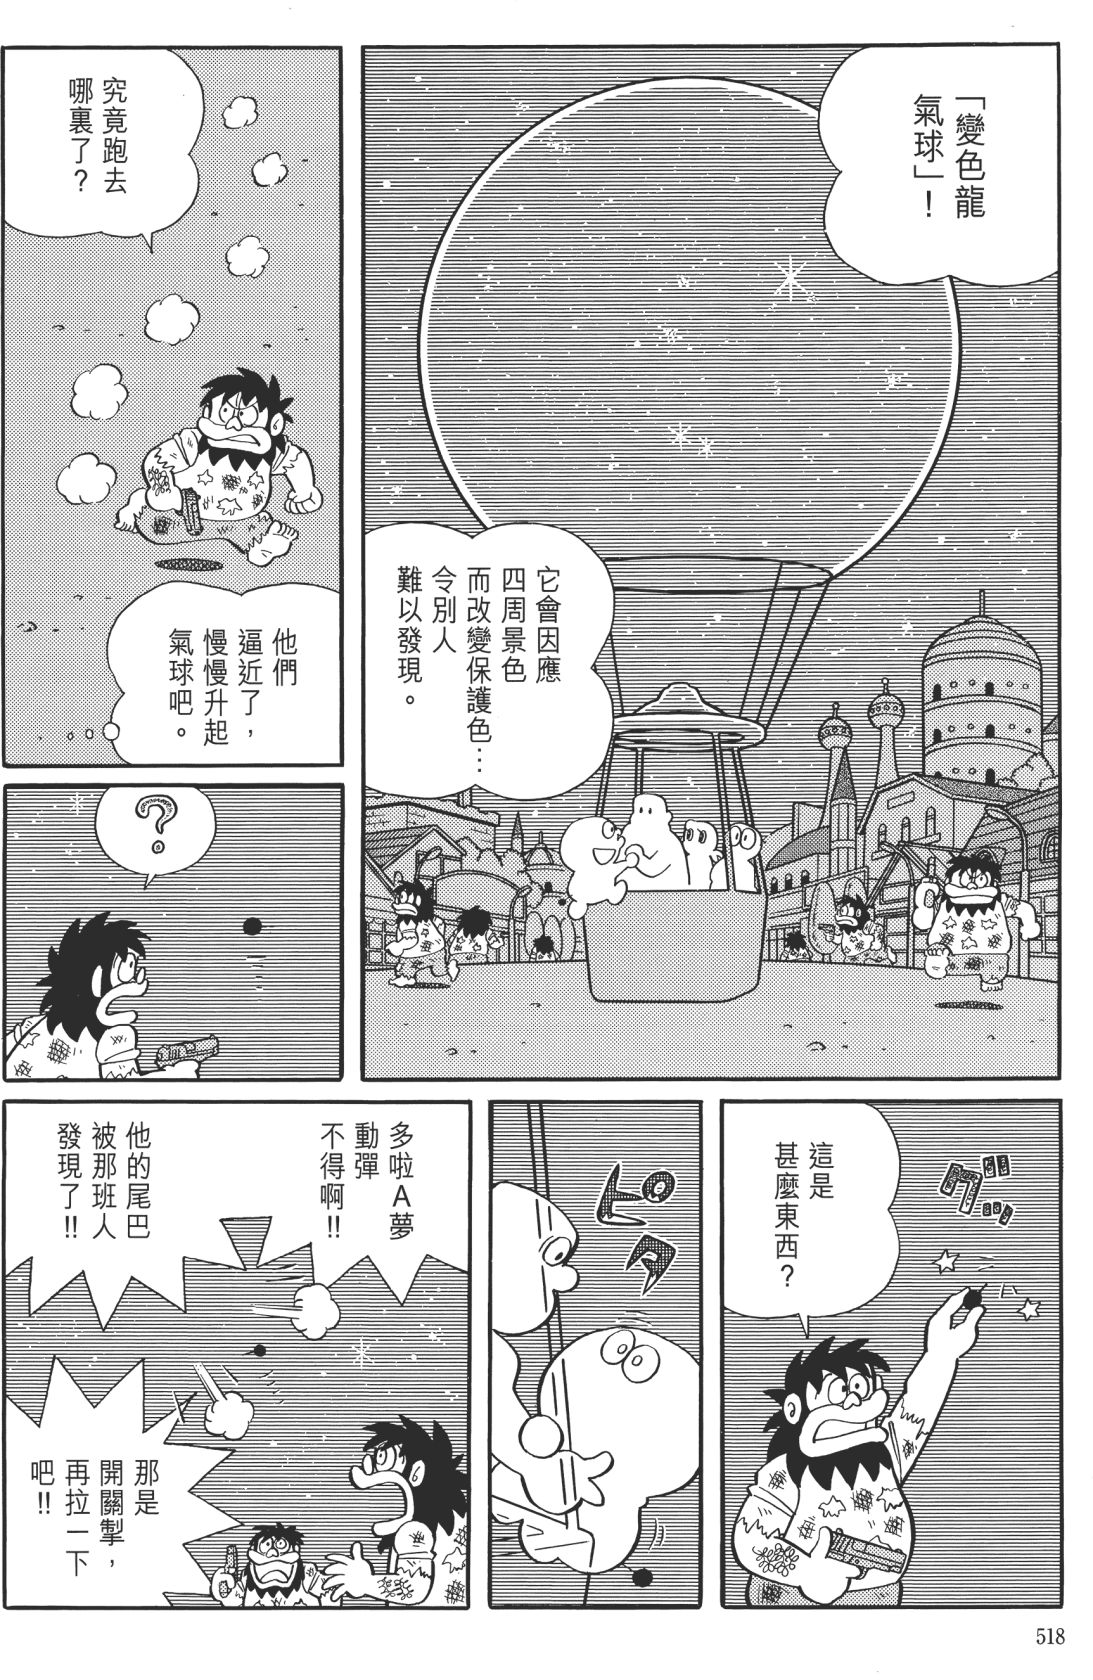 「變色龍
氣球」！
它會因應
四周景色
而改變保護色…
令別人
難以發現。
究竟跑去
哪裏了？
他們
逼近了，
慢慢升起
氣球吧。
？
這是
甚麼東西？
グッ
ピタ
多啦A夢
動彈
不得啊!!
他的尾巴
被那班人
發現了!!
那是
開關掣，
再拉一下
吧!!
518